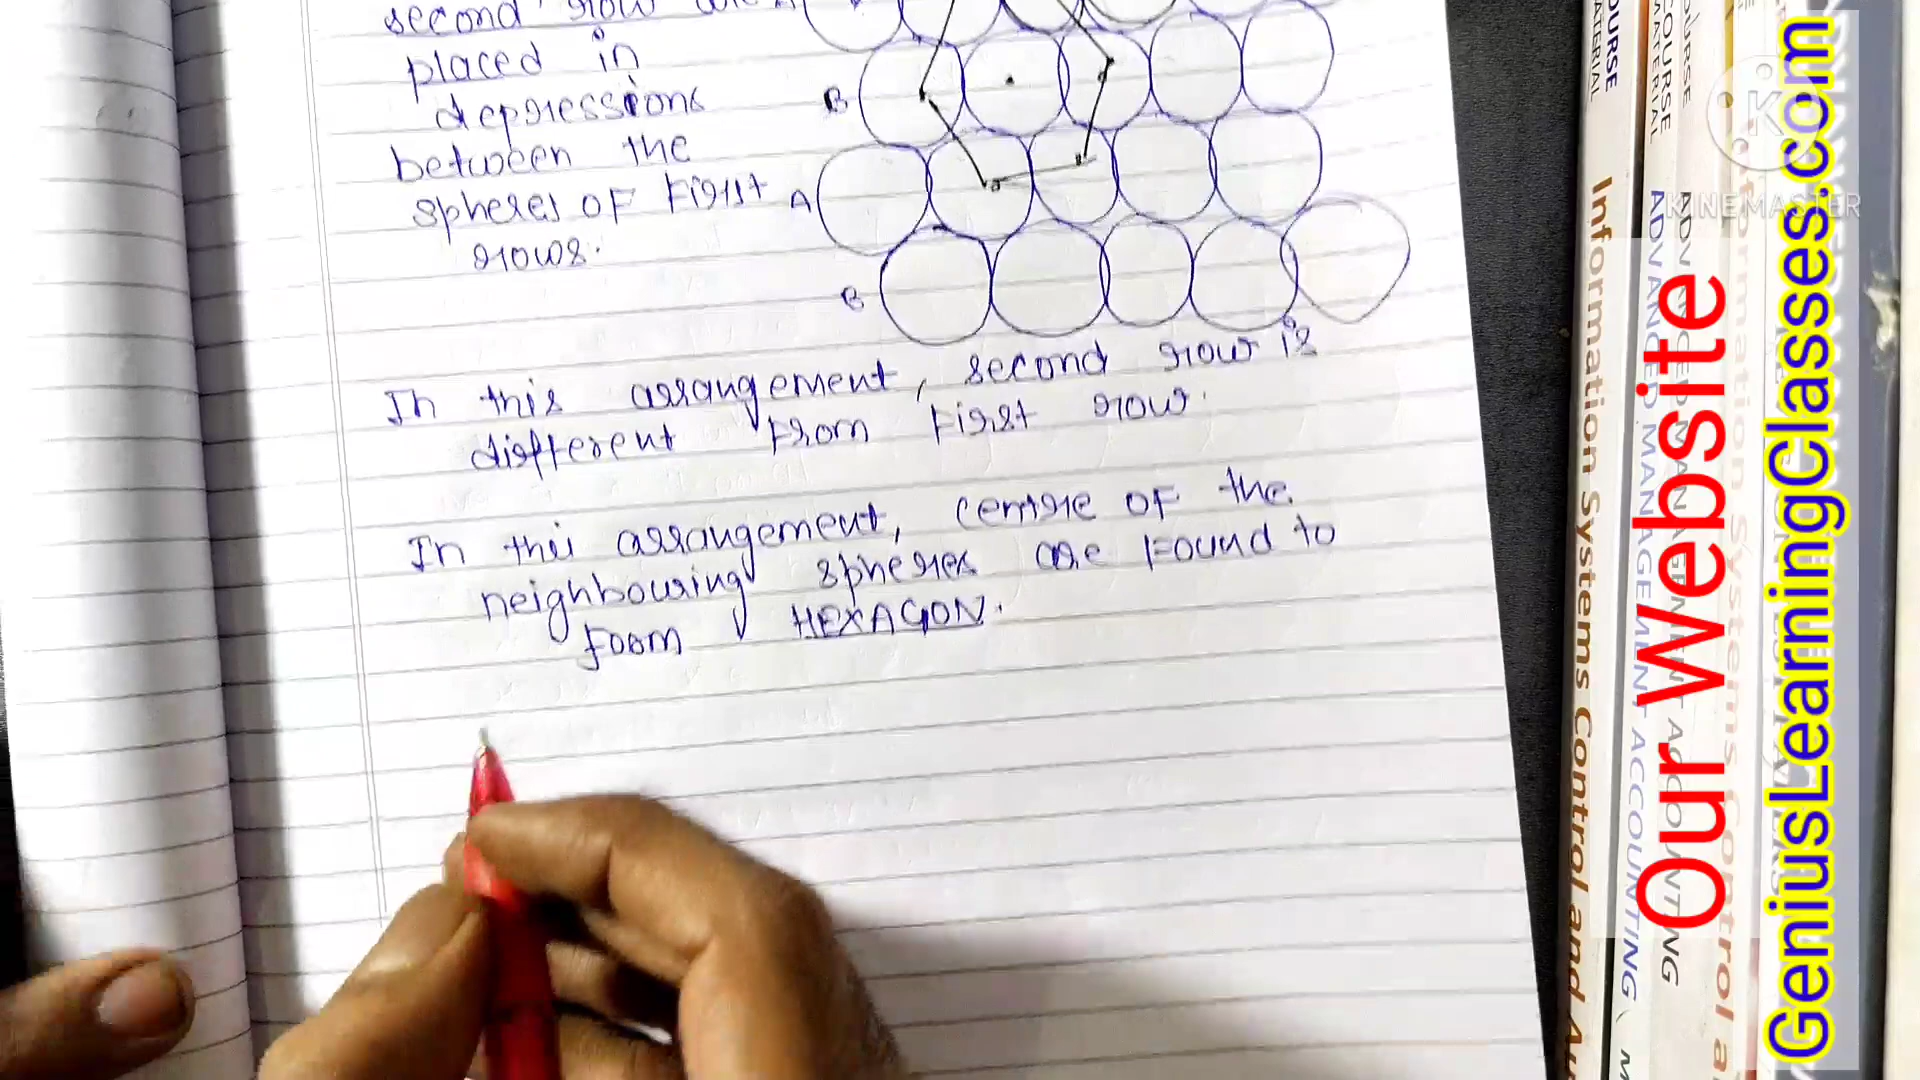 second row are
placed in
depressions
between the
spheres of First
rows.
B
A
B
In this arrangement, second row is
different from First row.
In this arrangement, centre of the
neighbouring spheres are Found to
form HEXAGON.
Our Website
GeniusLearningClasses.com
K
KINEMASTER
COURSE
MATERIAL
Information Systems Control and
ADVANCED MANAGEMENT ACCOUNTING